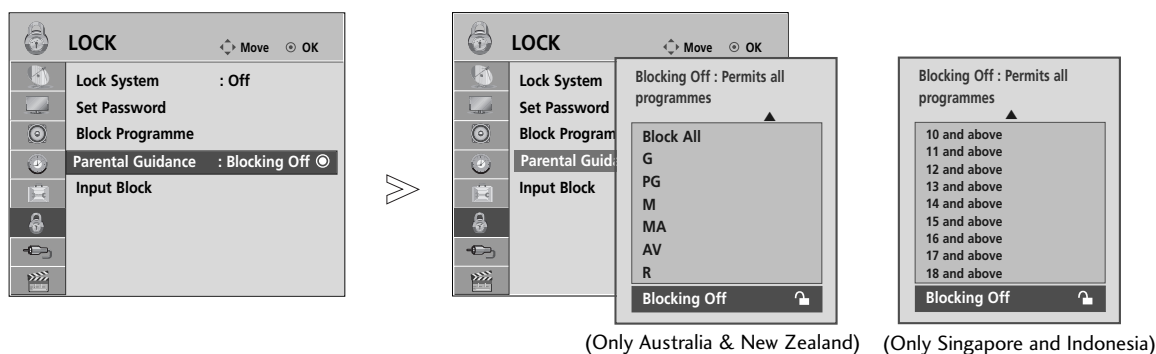 LOCK
Move
OK
Lock System : Off
Set Password
Block Programme
Parental Guidance : Blocking Off
Input Block
LOCK
Move
OK
Lock System
Set Password
Block Program
Parental Guid
Input Block
Blocking Off : Permits all
programmes
Block All
G
PG
M
MA
AV
R
Blocking Off
(Only Australia & New Zealand)
Blocking Off : Permits all
programmes
10 and above
11 and above
12 and above
13 and above
14 and above
15 and above
16 and above
17 and above
18 and above
Blocking Off
(Only Singapore and Indonesia)